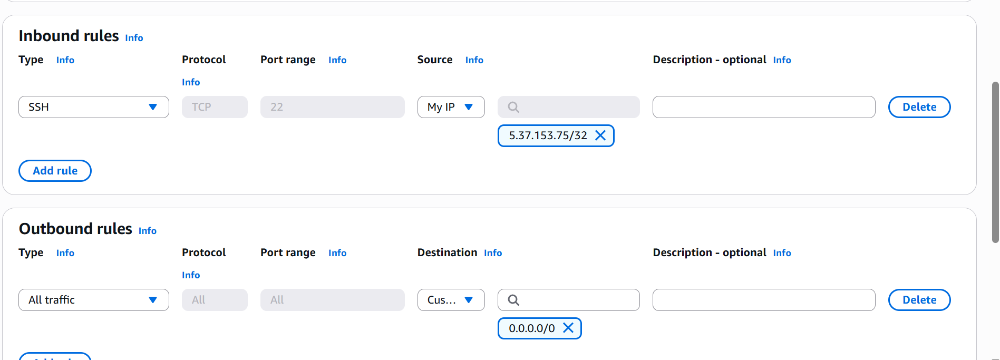 Inbound rules Info
Type Info Protocol Info Port range Info Source Info Description - optional Info
SSH TCP 22 My IP Delete
5.37.153.75/32
Add rule
Outbound rules Info
Type Info Protocol Info Port range Info Destination Info Description - optional Info
All traffic All All Cus... Delete
0.0.0.0/0